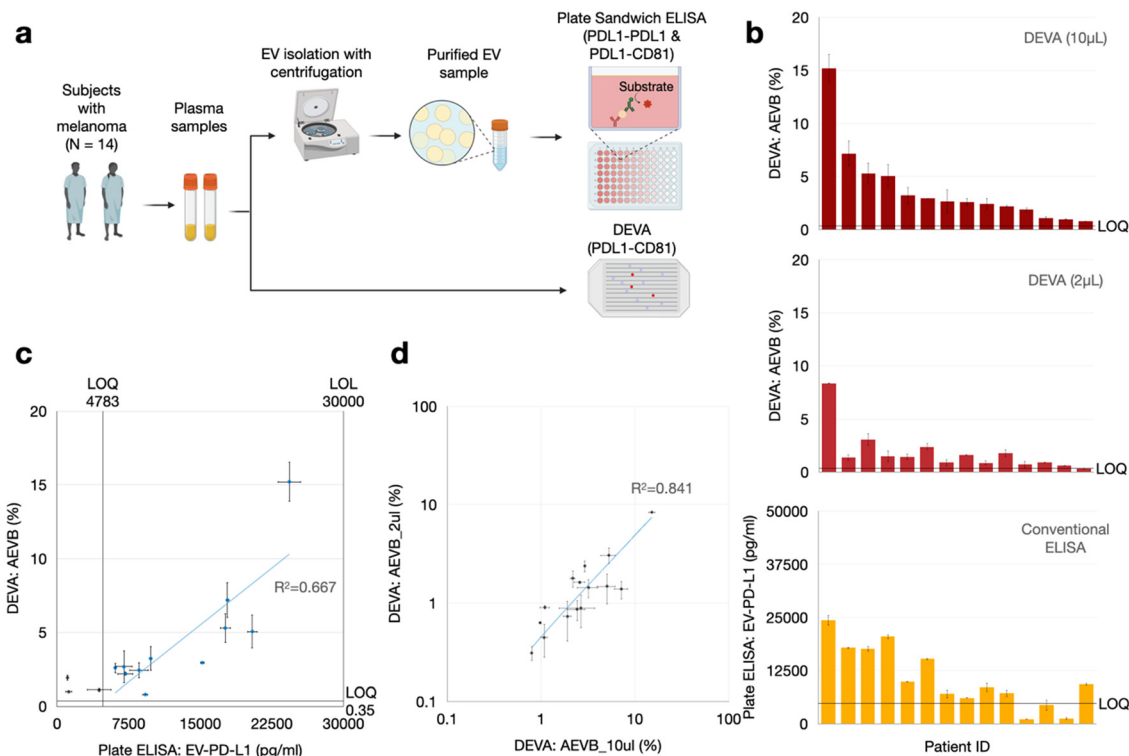 a
Subjects
with
melanoma
(N = 14)
Plasma
samples
EV isolation with
centrifugation
Purified EV
sample
Plate Sandwich ELISA
(PDL1-PDL1 &
PDL1-CD81)
Substrate
DEVA
(PDL1-CD81)
b
DEVA (10μL)
DEVA: AEVB (%)
20
15
10
5
0
LOQ
DEVA (2μL)
DEVA: AEVB (%)
20
15
10
5
0
LOQ
Conventional
ELISA
Plate ELISA: EV-PD-L1 (pg/ml)
50000
37500
25000
12500
0
LOQ
Patient ID
c
LOQ
4783
LOL
30000
DEVA: AEVB (%)
20
15
10
5
0
R²=0.667
LOQ
0.35
0
7500
15000
22500
30000
Plate ELISA: EV-PD-L1 (pg/ml)
d
DEVA: AEVB_2ul (%)
100
10
1
0.1
R²=0.841
0.1
1
10
100
DEVA: AEVB_10ul (%)